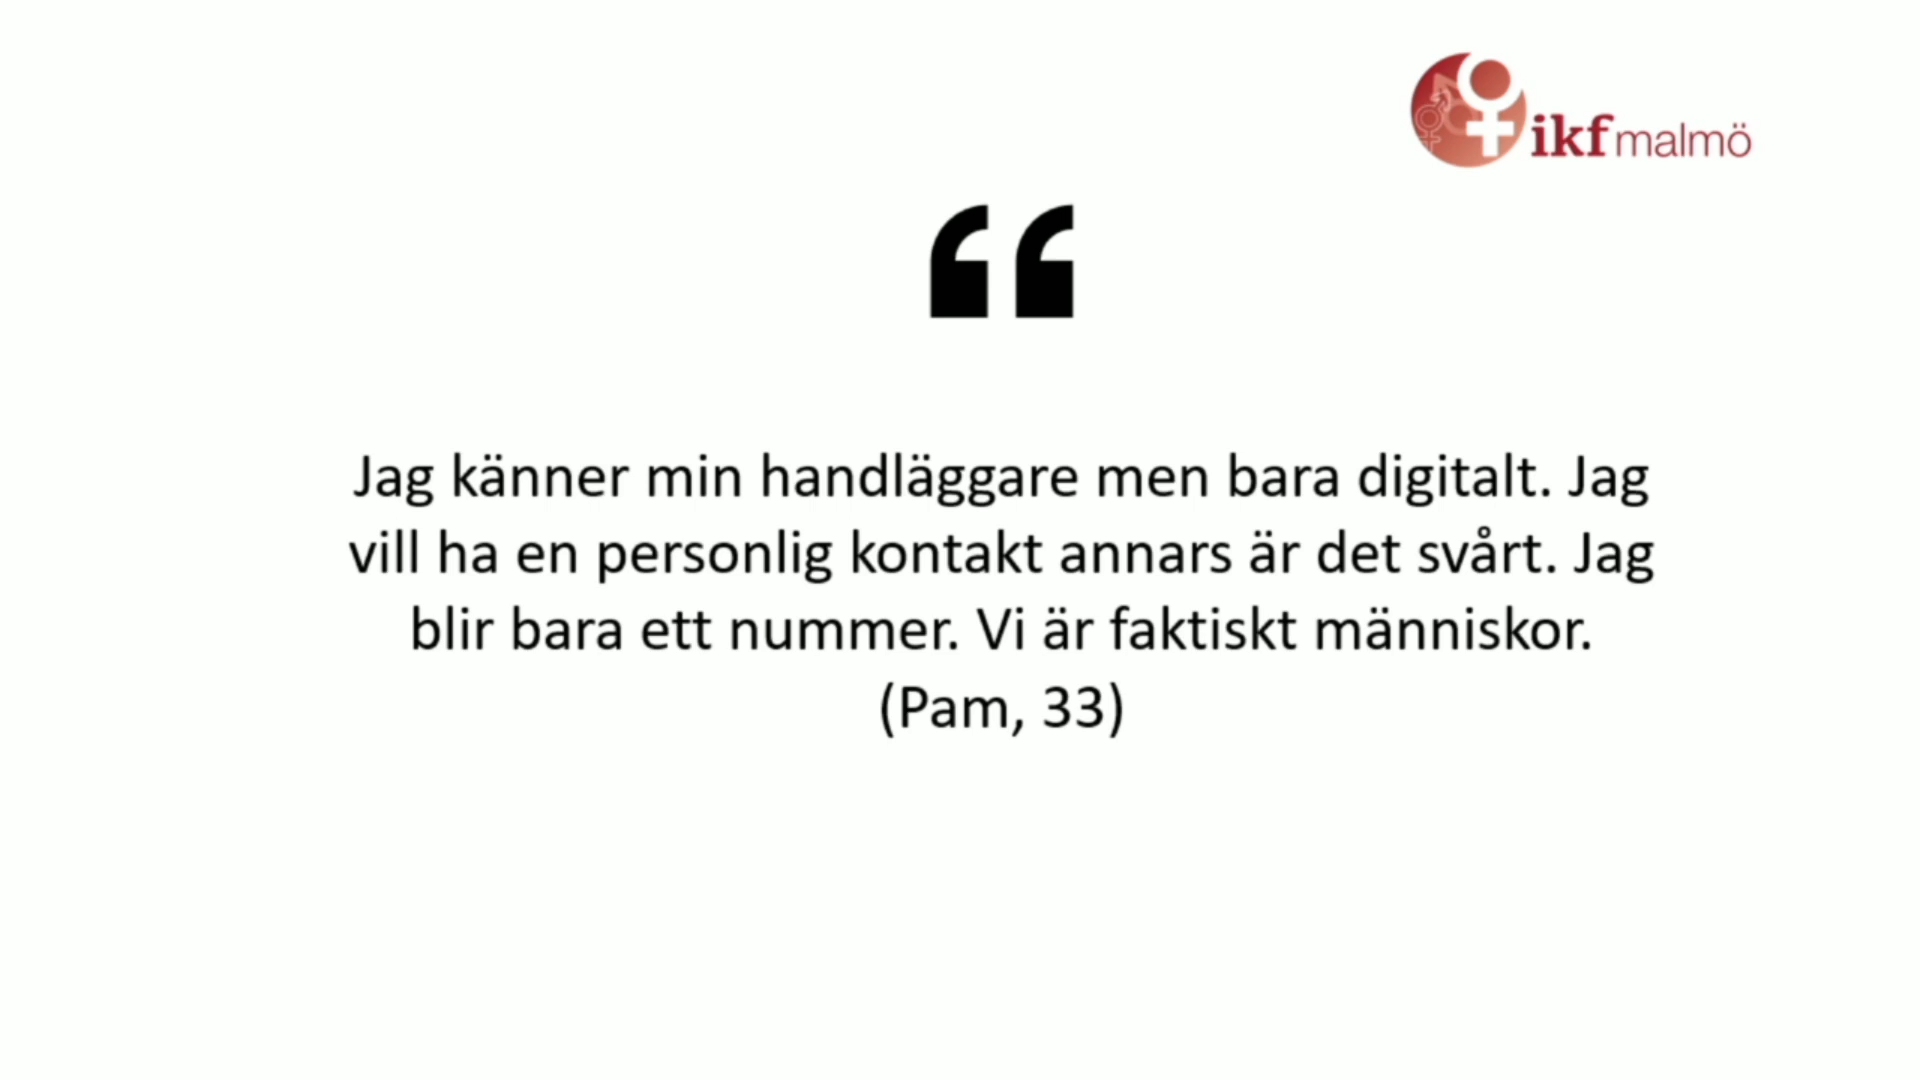 ikf malmö
“
Jag känner min handläggare men bara digitalt. Jag
vill ha en personlig kontakt annars är det svårt. Jag
blir bara ett nummer. Vi är faktiskt människor.
(Pam, 33)